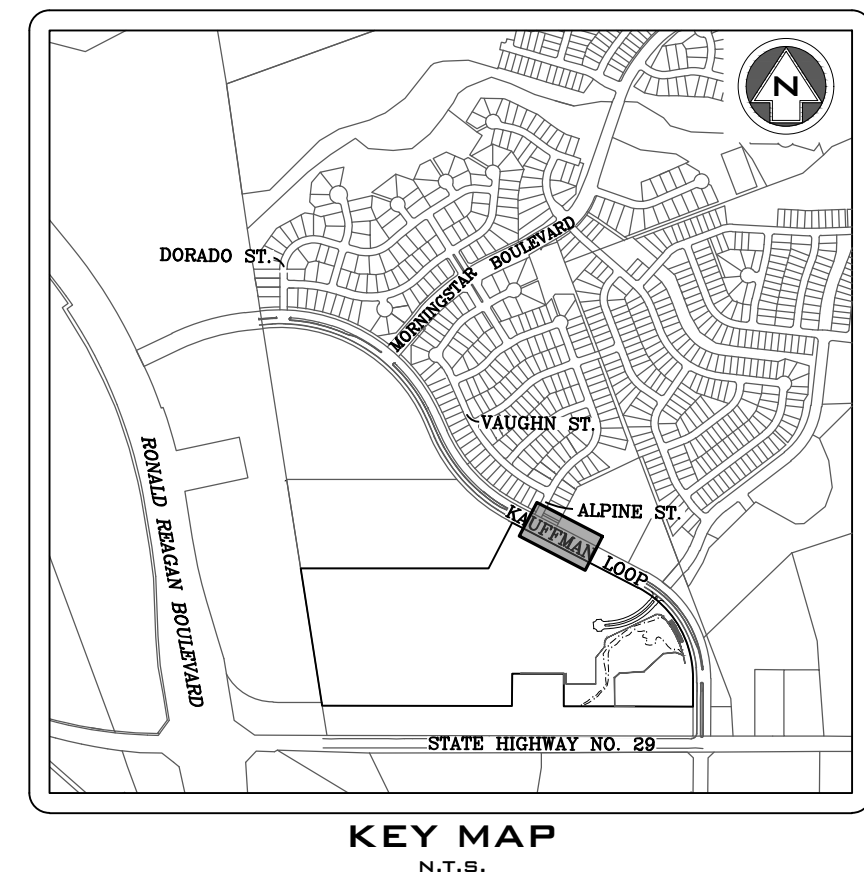 N
DORADO ST.
MORNINGSTAR BOULEVARD
VAUGHN ST.
RONALD REAGAN BOULEVARD
ALPINE ST.
KAUFFMAN LOOP
STATE HIGHWAY NO. 29
KEY MAP
N.T.S.